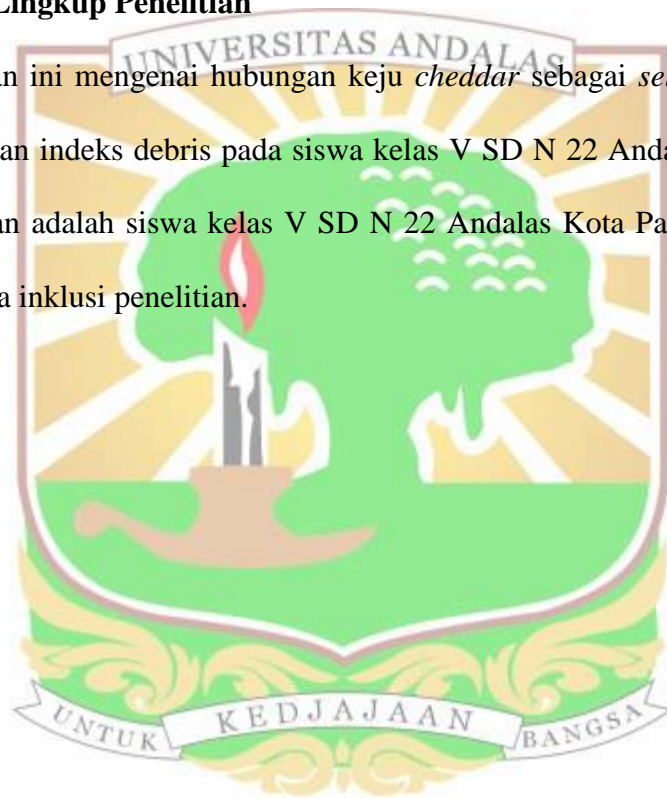 Lingkup Penelitian
UNIVERSITAS ANDALAS
an ini mengenai hubungan keju cheddar sebagai se
an indeks debris pada siswa kelas V SD N 22 Anda
an adalah siswa kelas V SD N 22 Andalas Kota Pa
a inklusi penelitian.
UNTUK KEDJAJAAN BANGSA